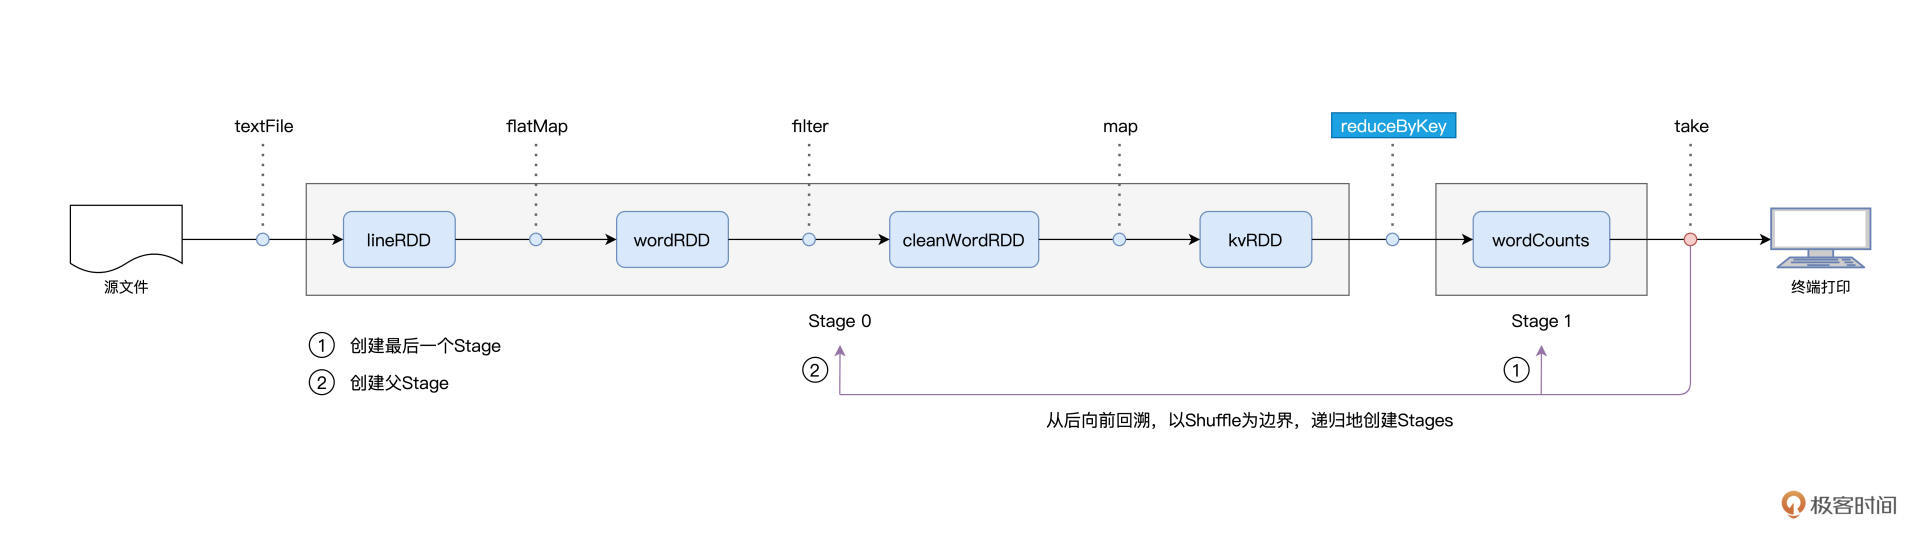 textFile
flatMap
filter
map
reduceByKey
take
lineRDD
wordRDD
cleanWordRDD
kvRDD
wordCounts
源文件
终端打印
Stage 0
Stage 1
① 创建最后一个Stage
② 创建父Stage
②
①
从后向前回溯，以Shuffle为边界，递归地创建Stages
极客时间